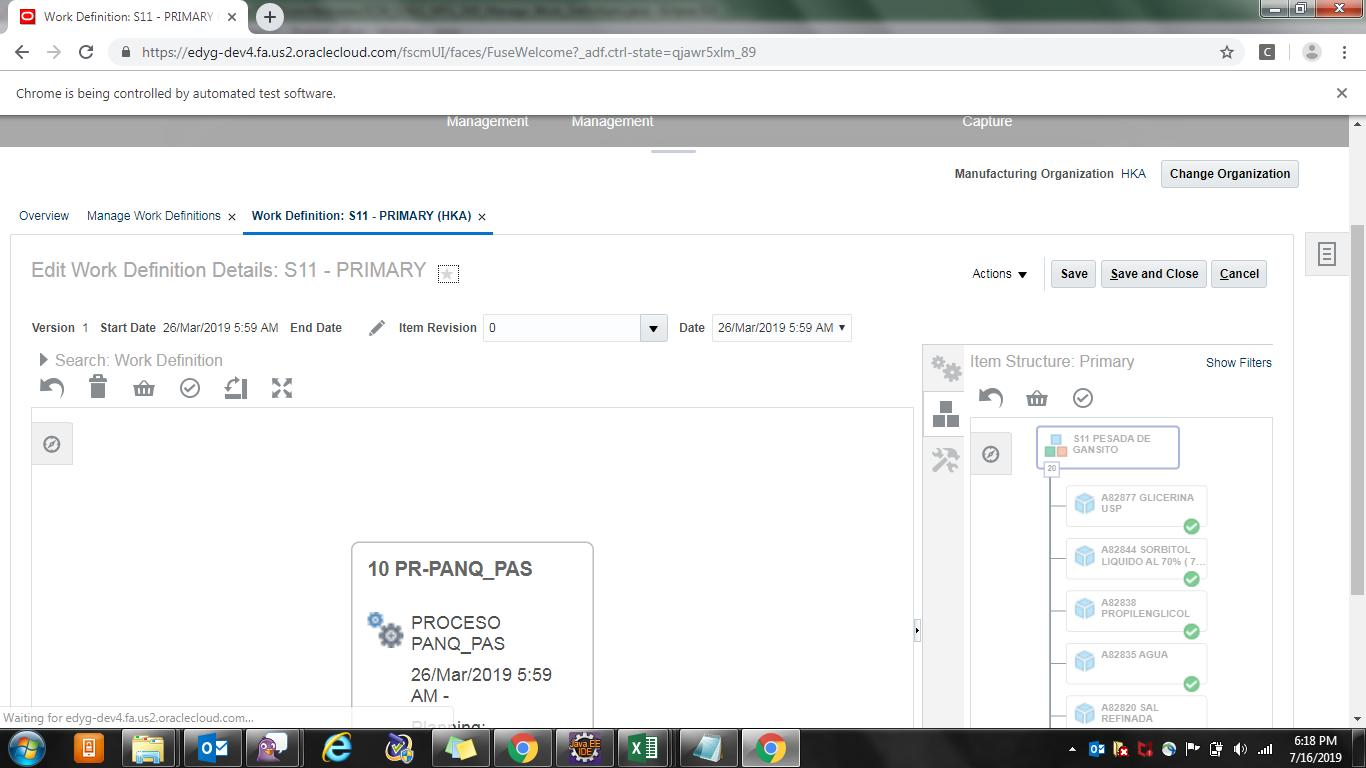 Work Definition: S11 - PRIMARY
https://edyg-dev4.fa.us2.oraclecloud.com/fscmUI/faces/FuseWelcome?_adf.ctrl-state=qjawr5xlm_89
C
Chrome is being controlled by automated test software.
Management Management Capture
Manufacturing Organization HKA Change Organization
Overview Manage Work Definitions Work Definition: S11 - PRIMARY (HKA)
Edit Work Definition Details: S11 - PRIMARY
Actions Save Save and Close Cancel
Version 1 Start Date 26/Mar/2019 5:59 AM End Date Item Revision 0 Date 26/Mar/2019 5:59 AM
Search: Work Definition
Item Structure: Primary Show Filters
10 PR-PANQ_PAS
PROCESO
PANQ_PAS
26/Mar/2019 5:59
AM -
Planning:
S11 PESADA DE
GANSITO
20
A82877 GLICERINA
USP
A82844 SORBITOL
LIQUIDO AL 70% ( 7...
A82838
PROPILENGLICOL
A82835 AGUA
A82820 SAL
REFINADA
Waiting for edyg-dev4.fa.us2.oraclecloud.com...
Java EE
IDE
6:18 PM
7/16/2019